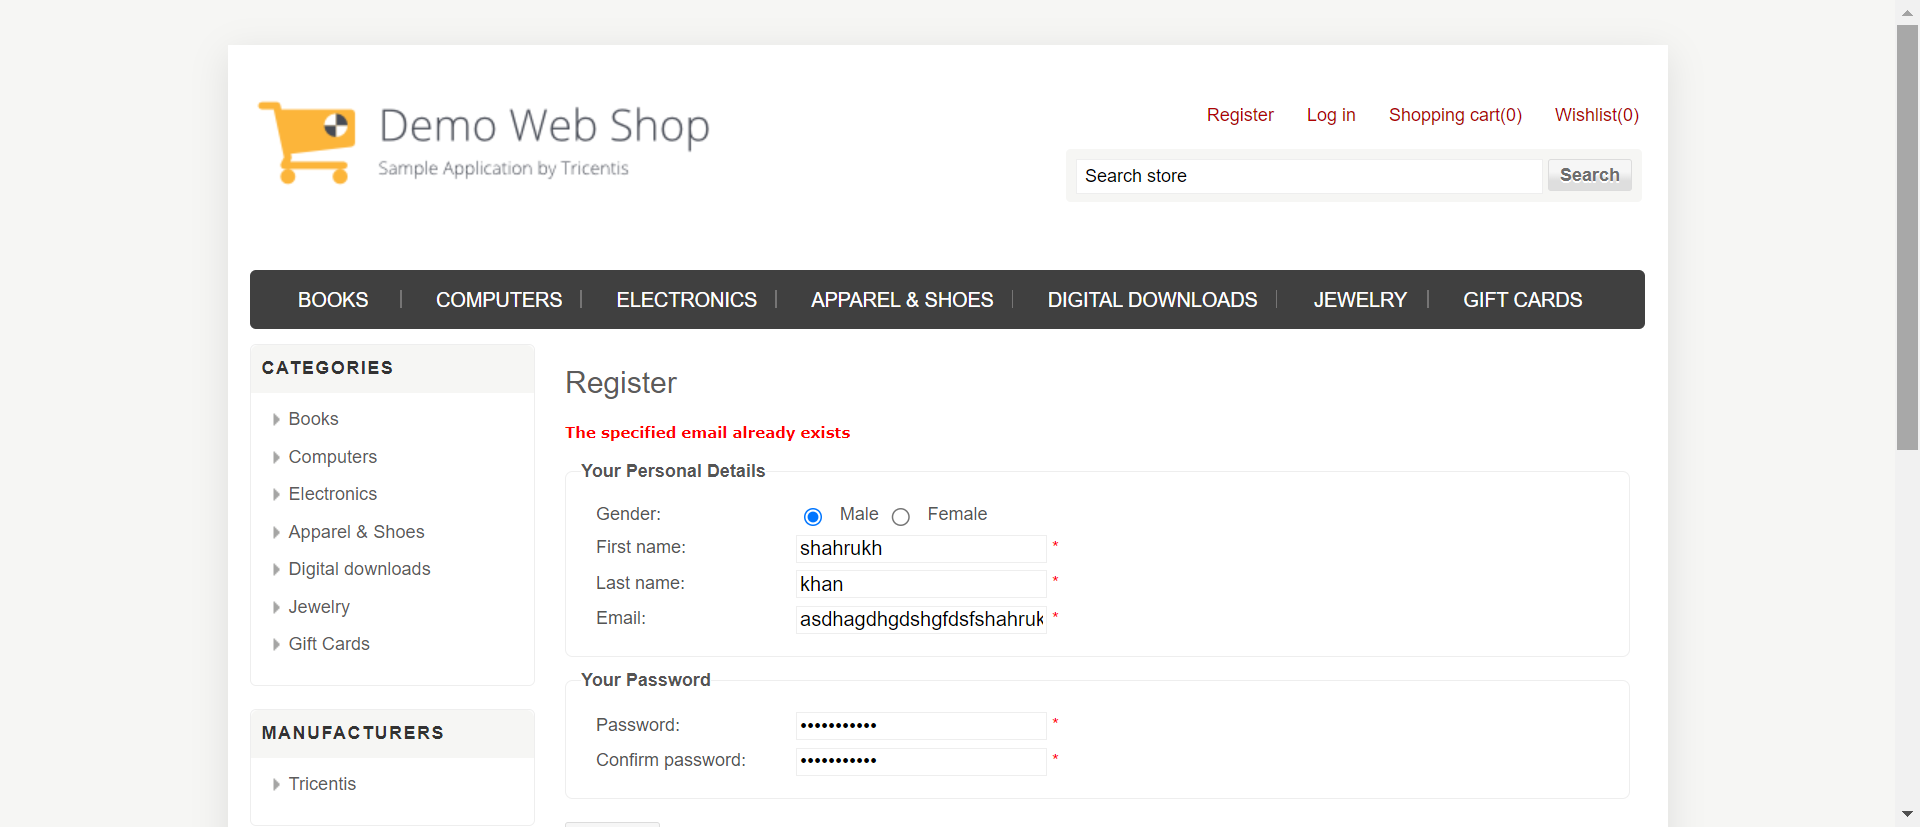 Demo Web Shop
Sample Application by Tricentis
Register Log in Shopping cart(0) Wishlist(0)
Search store Search
BOOKS COMPUTERS ELECTRONICS APPAREL & SHOES DIGITAL DOWNLOADS JEWELRY GIFT CARDS
CATEGORIES
Books
Computers
Electronics
Apparel & Shoes
Digital downloads
Jewelry
Gift Cards
MANUFACTURERS
Tricentis
Register
The specified email already exists
Your Personal Details
Gender: Male Female
First name: shahrukh *
Last name: khan *
Email: asdhagdhgdshgfdsfshahruk *
Your Password
Password: ••••••••••• *
Confirm password: ••••••••••• *